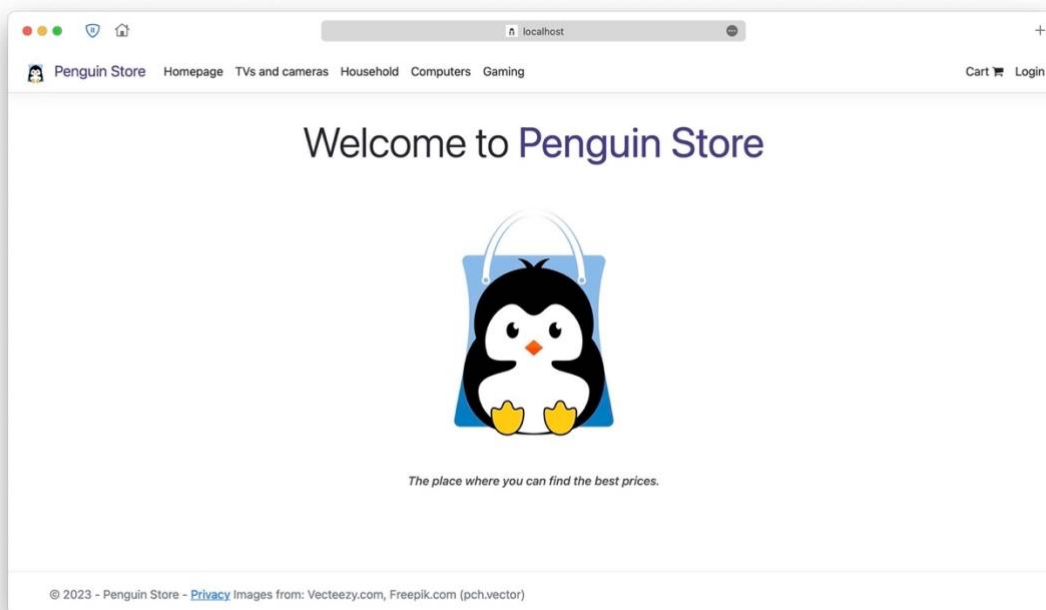 localhost
Penguin Store Homepage TVs and cameras Household Computers Gaming Cart Login
Welcome to Penguin Store
The place where you can find the best prices.
© 2023 - Penguin Store - Privacy Images from: Vecteezy.com, Freepik.com (pch.vector)